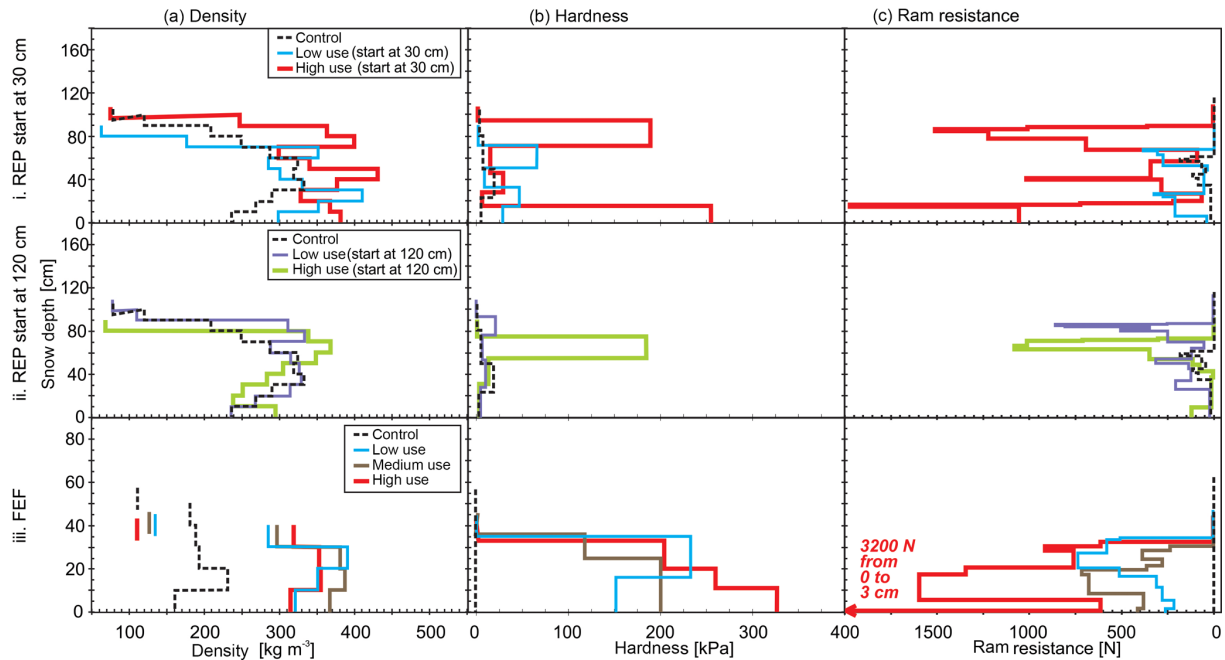 (a) Density
(b) Hardness
(c) Ram resistance
i. REP start at 30 cm
160
120
80
40
0
Control
Low use (start at 30 cm)
High use (start at 30 cm)
ii. REP start at 120 cm
Snow depth [cm]
160
120
80
40
0
Control
Low use (start at 120 cm)
High use (start at 120 cm)
iii. FEF
80
60
40
20
0
Control
Low use
Medium use
High use
3200 N
from
0 to
3 cm
100 200 300 400 500
0 100 200 300 400
1500 1000 500 0
Density [kg m⁻³]
Hardness [kPa]
Ram resistance [N]